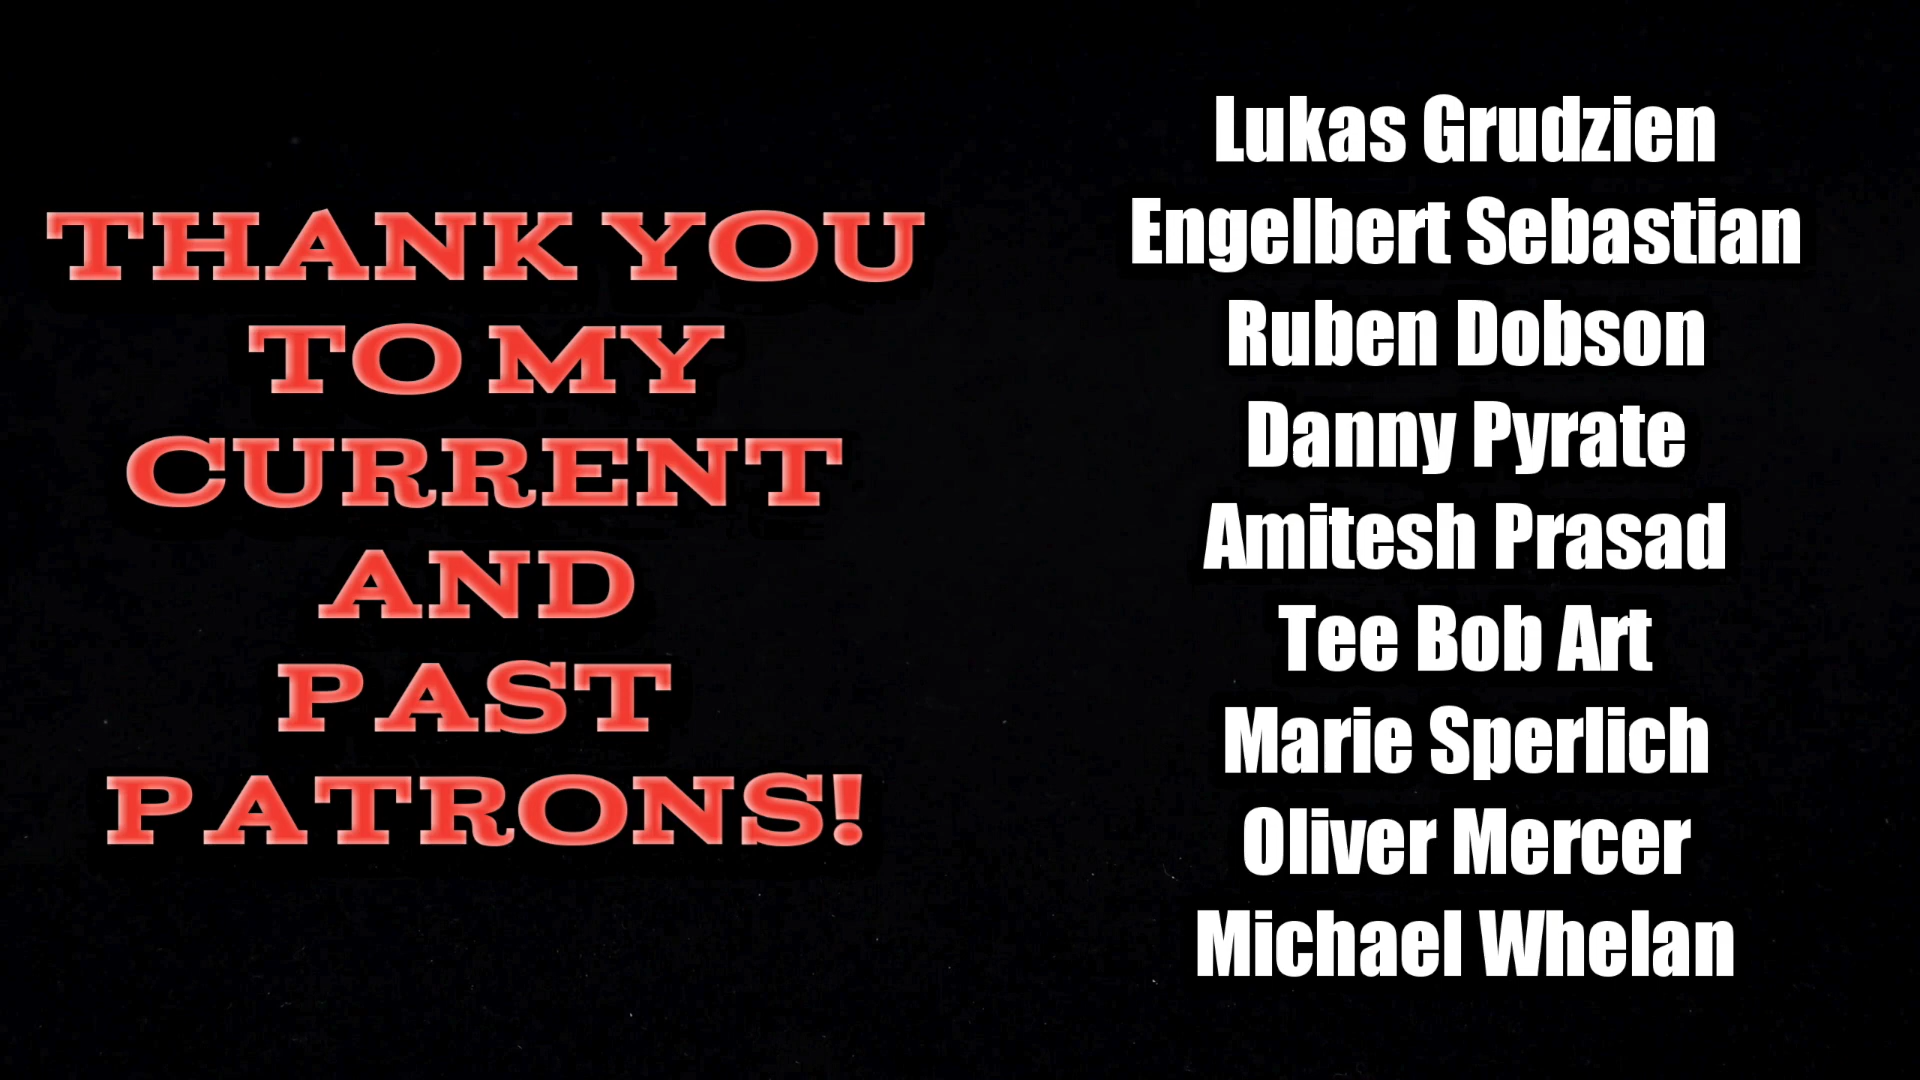 THANK YOU
TO MY
CURRENT
AND
PAST
PATRONS!
Lukas Grudzien
Engelbert Sebastian
Ruben Dobson
Danny Pyrate
Amitesh Prasad
Tee Bob Art
Marie Sperlich
Oliver Mercer
Michael Whelan